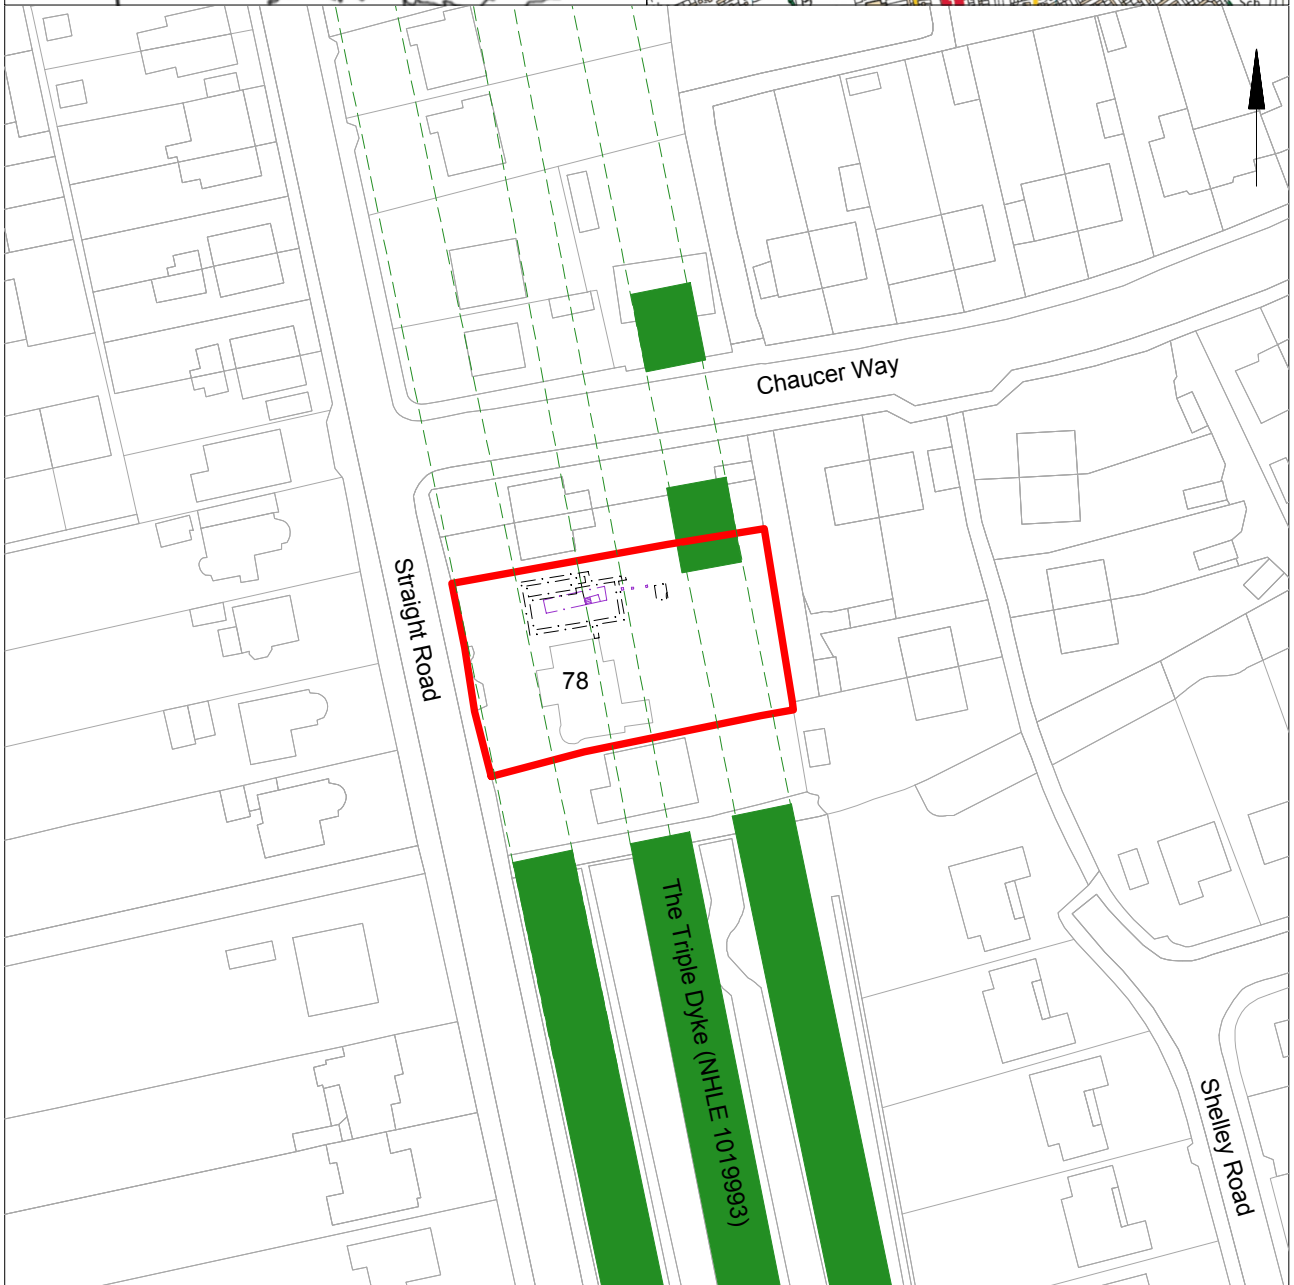 Chaucer Way
Straight Road
78
The Triple Dyke (NHLE 1019993)
Shelley Road